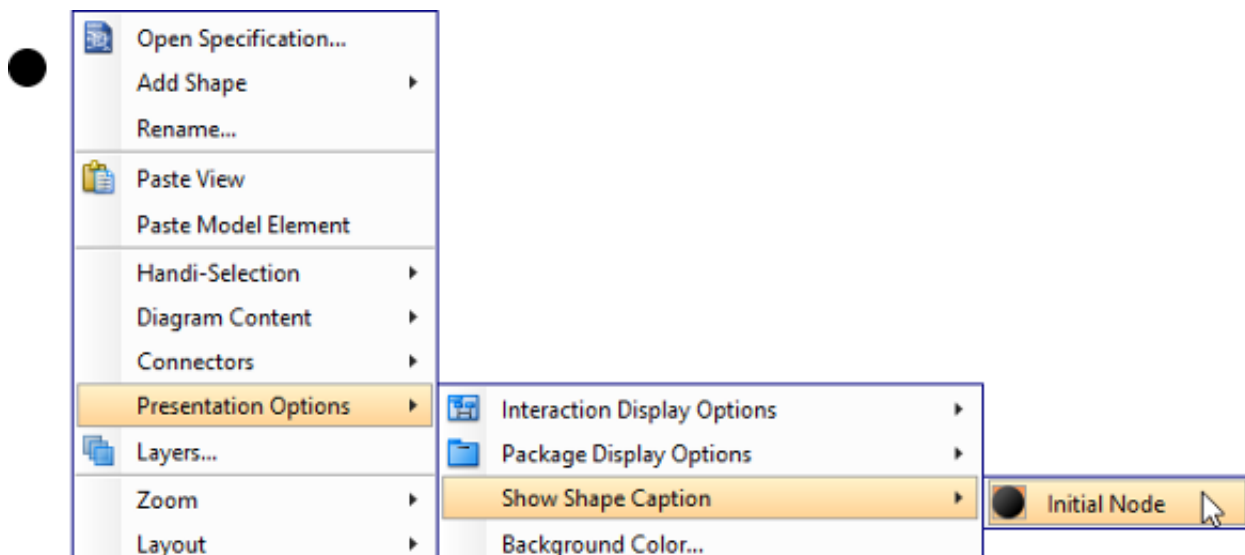 Open Specification...
Add Shape
Rename...
Paste View
Paste Model Element
Handi-Selection
Diagram Content
Connectors
Presentation Options
Layers...
Zoom
Layout
Interaction Display Options
Package Display Options
Show Shape Caption
Background Color...
Initial Node